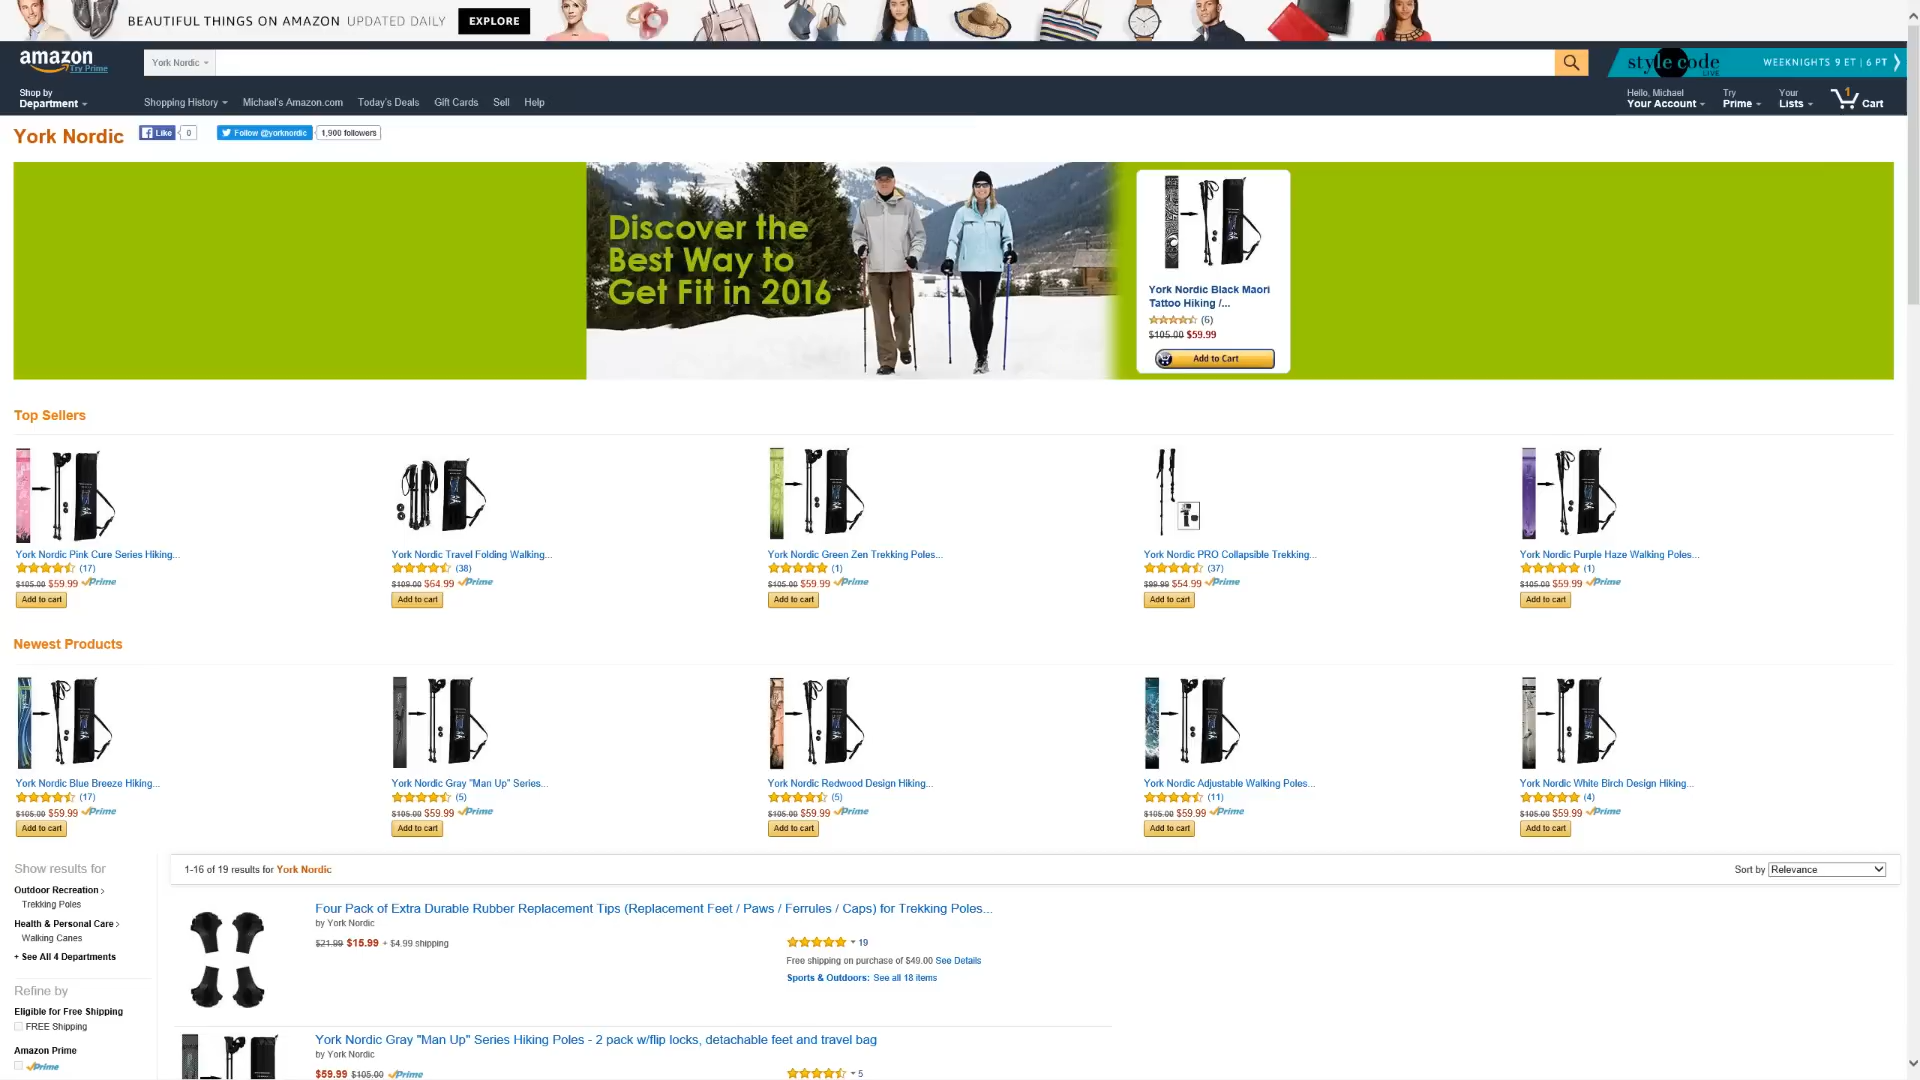 BEAUTIFUL THINGS ON AMAZON UPDATED DAILY EXPLORE
amazon
Try Prime
York Nordic
style code
LIVE
WEEKNIGHTS 9 ET | 6 PT
Shop by
Department
Shopping History
Michael's Amazon.com
Today's Deals
Gift Cards
Sell
Help
Hello, Michael
Your Account
Try
Prime
Your
Lists
1
Cart
York Nordic
Like 0
Follow @yorknordic
1,900 followers
Discover the
Best Way to
Get Fit in 2016
York Nordic Black Maori
Tattoo Hiking /...
(6)
$105.00 $59.99
Add to Cart
Top Sellers
York Nordic Pink Cure Series Hiking...
(17)
$105.00 $59.99 Prime
Add to cart
York Nordic Travel Folding Walking...
(38)
$109.00 $64.99 Prime
Add to cart
York Nordic Green Zen Trekking Poles...
(1)
$105.00 $59.99 Prime
Add to cart
York Nordic PRO Collapsible Trekking...
(37)
$99.99 $54.99 Prime
Add to cart
York Nordic Purple Haze Walking Poles...
(1)
$105.00 $59.99 Prime
Add to cart
Newest Products
York Nordic Blue Breeze Hiking...
(17)
$105.00 $59.99 Prime
Add to cart
York Nordic Gray "Man Up" Series...
(5)
$105.00 $59.99 Prime
Add to cart
York Nordic Redwood Design Hiking...
(5)
$105.00 $59.99 Prime
Add to cart
York Nordic Adjustable Walking Poles...
(11)
$105.00 $59.99 Prime
Add to cart
York Nordic White Birch Design Hiking...
(4)
$105.00 $59.99 Prime
Add to cart
Show results for
Outdoor Recreation
Trekking Poles
Health & Personal Care
Walking Canes
+ See All 4 Departments
Refine by
Eligible for Free Shipping
FREE Shipping
Amazon Prime
Prime
1-16 of 19 results for York Nordic
Sort by Relevance
Four Pack of Extra Durable Rubber Replacement Tips (Replacement Feet / Paws / Ferrules / Caps) for Trekking Poles...
by York Nordic
$21.99 $15.99 + $4.99 shipping
19
Free shipping on purchase of $49.00 See Details
Sports & Outdoors: See all 18 items
York Nordic Gray "Man Up" Series Hiking Poles - 2 pack w/flip locks, detachable feet and travel bag
by York Nordic
$59.99 $105.00 Prime
5